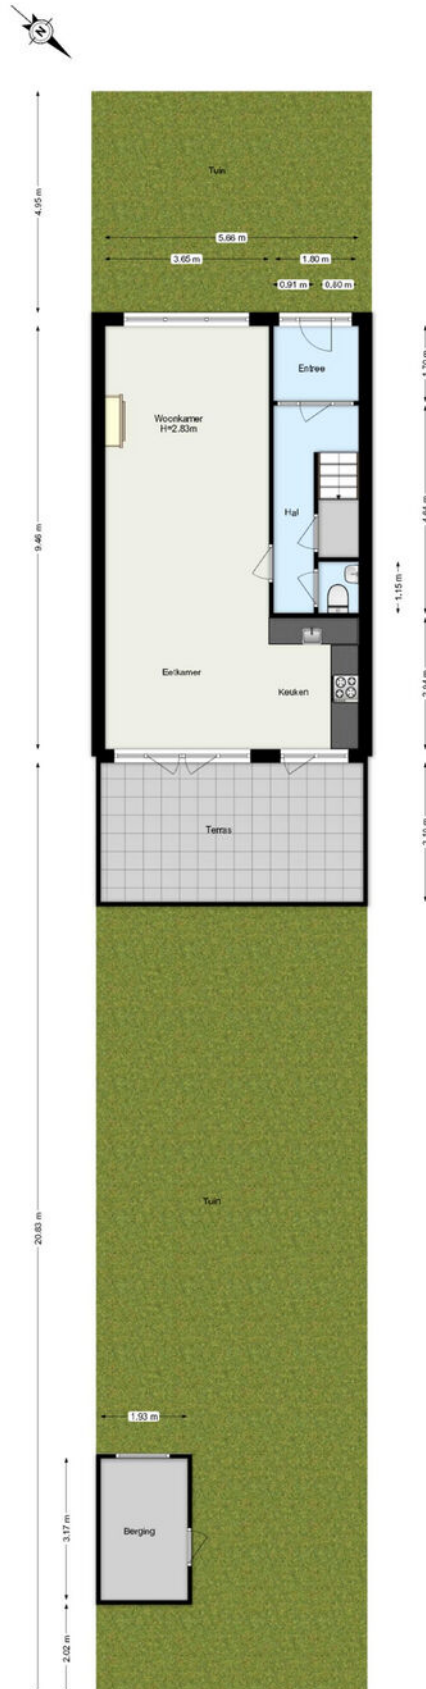 N
Tuin
4.95 m
5.66 m
3.65 m
1.80 m
0.91 m
0.80 m
Entree
Woonkamer
H=2.83m
Hal
9.46 m
1.15 m
Eetkamer
Keuken
Terras
Tuin
20.83 m
1.93 m
Berging
3.17 m
2.02 m